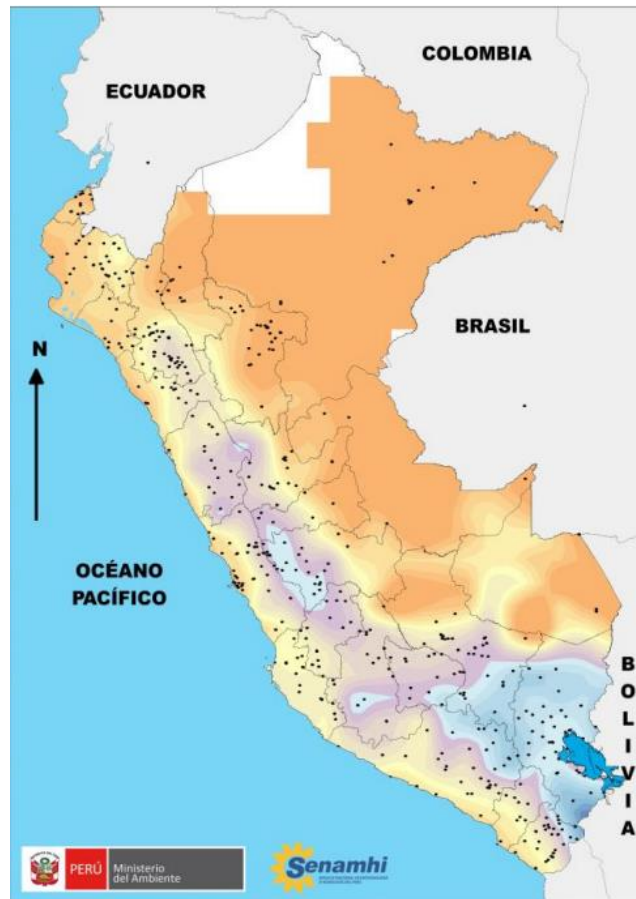 COLOMBIA
ECUADOR
BRASIL
N
OCÉANO
PACÍFICO
B
O
L
I
V
I
A
PERÚ
Ministerio
del Ambiente
Senamhi